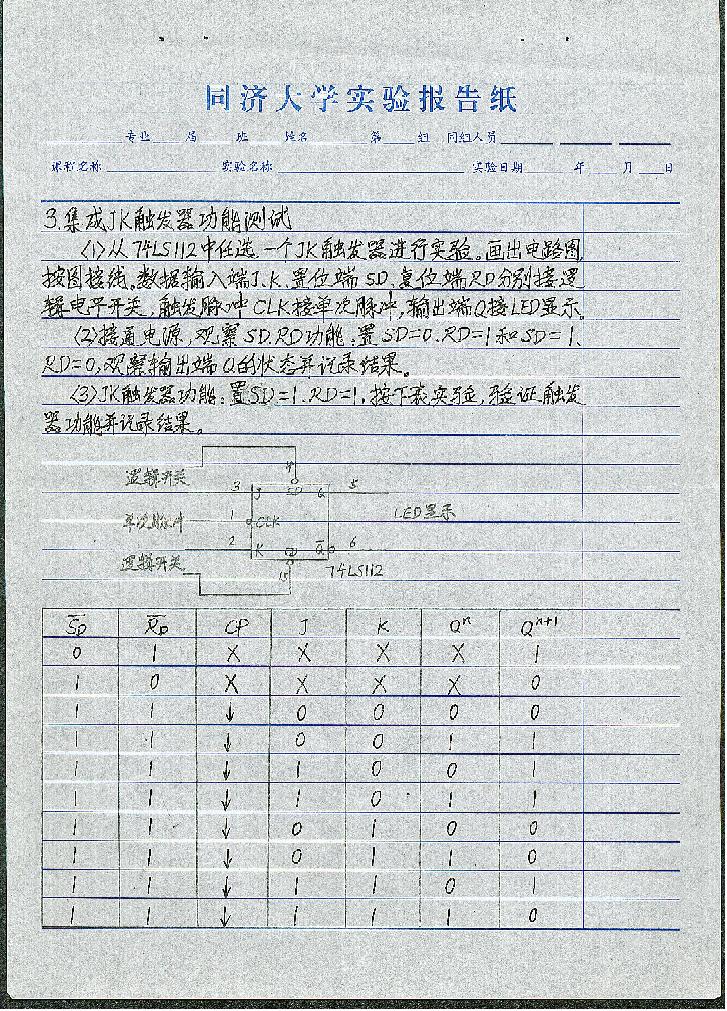 同济大学实验报告纸
专业 届 班 姓名 第 组 同组人员
课程名称 实验名称 实验日期 年 月 日
3.集成JK触发器功能测试
(1)从74LS112中任选一个JK触发器进行实验。画出电路图,
按图接线。数据输入端J.K.置位端SD,复位端RD分别接逻
辑电平开关,触发脉冲CLK接单次脉冲,输出端Q接LED显示。
(2)接通电源,观察SD.RD功能:置SD=0.RD=1和SD=1.
RD=0,观察输出端Q的状态并记录结果。
(3)JK触发器功能:置SD=1.RD=1,按下表实验,验证触发
器功能并记录结果。
逻辑开关 4
3 J SD Q 5
单次脉冲 1 CLK LED显示
2 K RD Q̅ 6
逻辑开关 15 74LS112
S̅D R̅D CP J K Qⁿ Qⁿ⁺¹
0 1 X X X X 1
1 0 X X X X 0
1 1 ↓ 0 0 0 0
1 1 ↓ 0 0 1 1
1 1 ↓ 1 0 0 1
1 1 ↓ 1 0 1 1
1 1 ↓ 0 1 0 0
1 1 ↓ 0 1 1 0
1 1 ↓ 1 1 0 1
1 1 ↓ 1 1 1 0